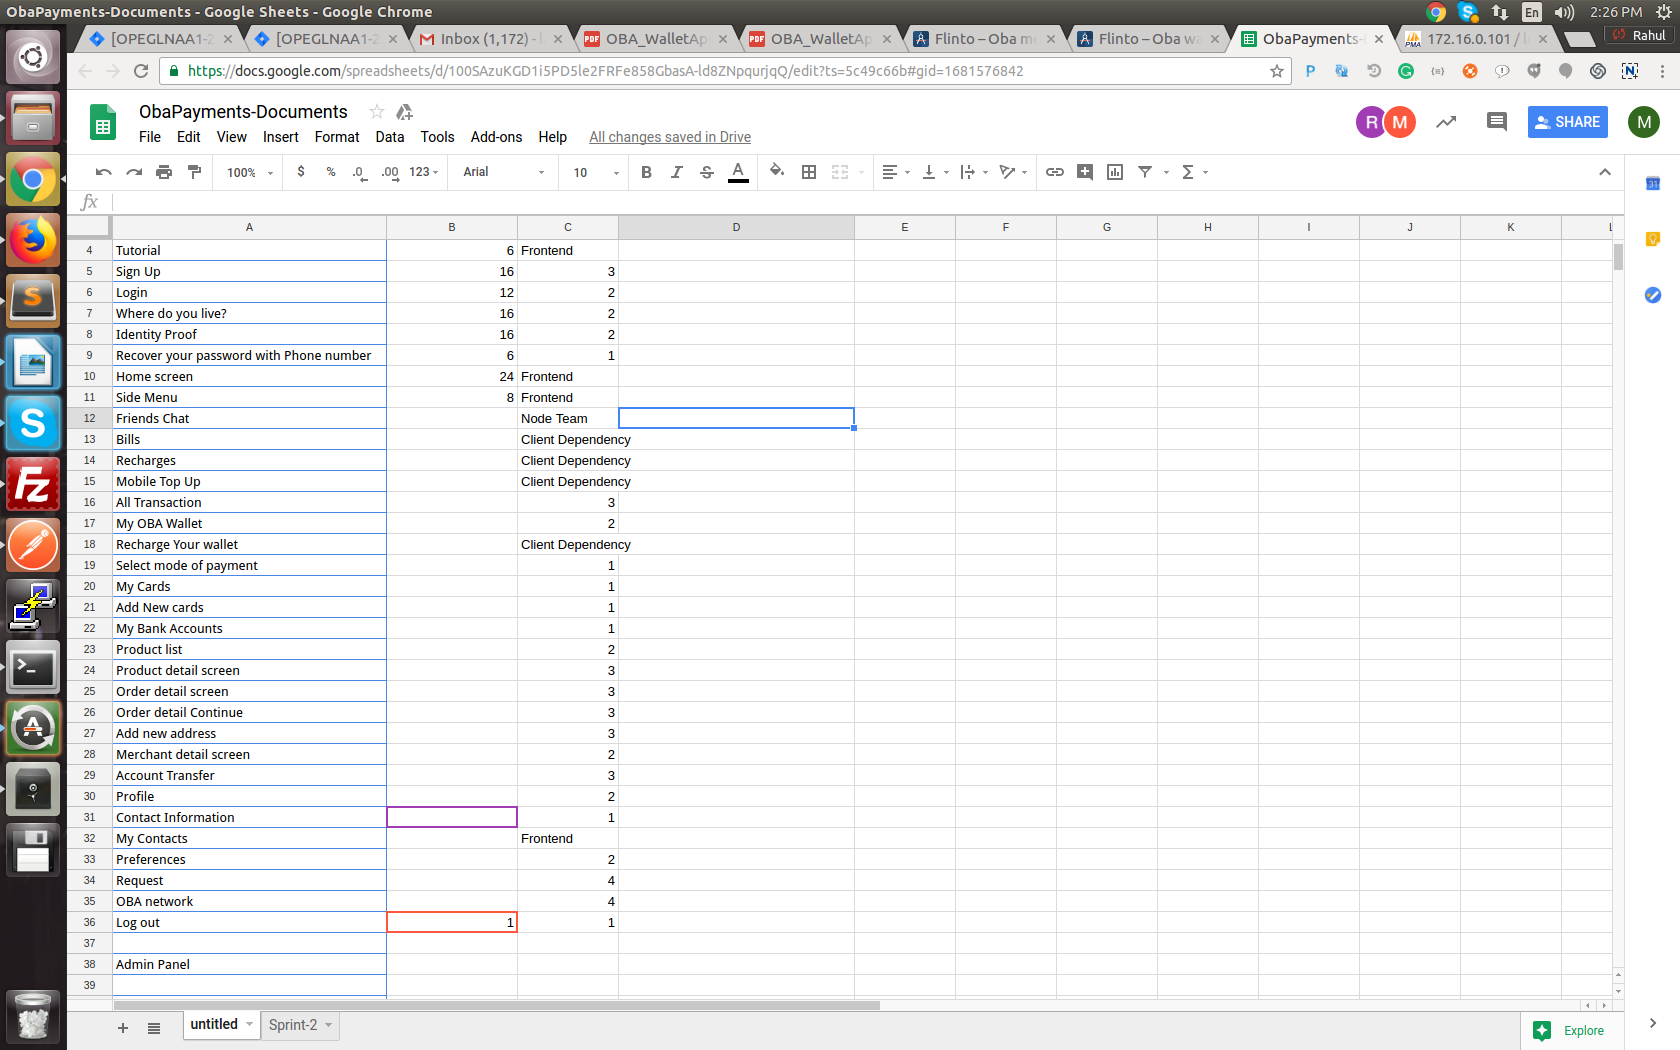 ObaPayments-Documents - Google Sheets - Google Chrome
En 2:26 PM
[OPEGLNAA1-2 [OPEGLNAA1-2 Inbox (1,172) - OBA_WalletAp OBA_WalletAp Flinto – Oba me Flinto – Oba wa ObaPayments- 172.16.0.101 / Rahul
https://docs.google.com/spreadsheets/d/100SAzuKGD1i5PD5le2FRFe858GbasA-ld8ZNpqurjqQ/edit?ts=5c49c66b#gid=1681576842
ObaPayments-Documents
R M SHARE M
File Edit View Insert Format Data Tools Add-ons Help All changes saved in Drive
100% $ % .0 .00 123 Arial 10 B I S A Σ
fx
A B C D E F G H I J K L
4 Tutorial 6 Frontend
5 Sign Up 16 3
6 Login 12 2
7 Where do you live? 16 2
8 Identity Proof 16 2
9 Recover your password with Phone number 6 1
10 Home screen 24 Frontend
11 Side Menu 8 Frontend
12 Friends Chat Node Team
13 Bills Client Dependency
14 Recharges Client Dependency
15 Mobile Top Up Client Dependency
16 All Transaction 3
17 My OBA Wallet 2
18 Recharge Your wallet Client Dependency
19 Select mode of payment 1
20 My Cards 1
21 Add New cards 1
22 My Bank Accounts 1
23 Product list 2
24 Product detail screen 3
25 Order detail screen 3
26 Order detail Continue 3
27 Add new address 3
28 Merchant detail screen 2
29 Account Transfer 3
30 Profile 2
31 Contact Information 1
32 My Contacts Frontend
33 Preferences 2
34 Request 4
35 OBA network 4
36 Log out 1 1
37
38 Admin Panel
39
untitled Sprint-2 Explore